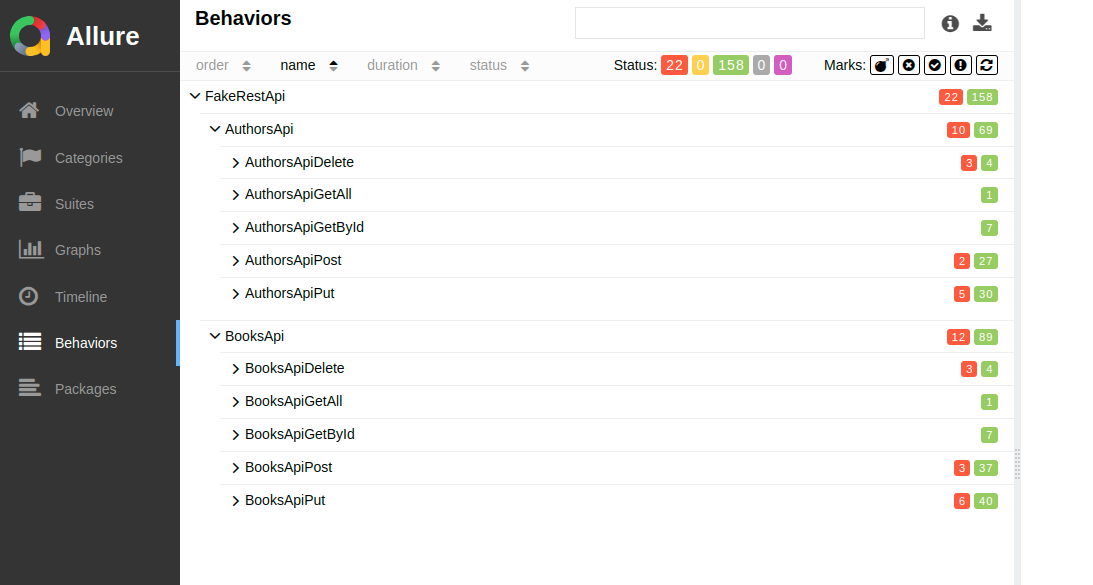 Allure
Overview
Categories
Suites
Graphs
Timeline
Behaviors
Packages
Behaviors
order name duration status Status: 22 0 158 0 0 Marks:
FakeRestApi 22 158
AuthorsApi 10 69
AuthorsApiDelete 3 4
AuthorsApiGetAll 1
AuthorsApiGetById 7
AuthorsApiPost 2 27
AuthorsApiPut 5 30
BooksApi 12 89
BooksApiDelete 3 4
BooksApiGetAll 1
BooksApiGetById 7
BooksApiPost 3 37
BooksApiPut 6 40